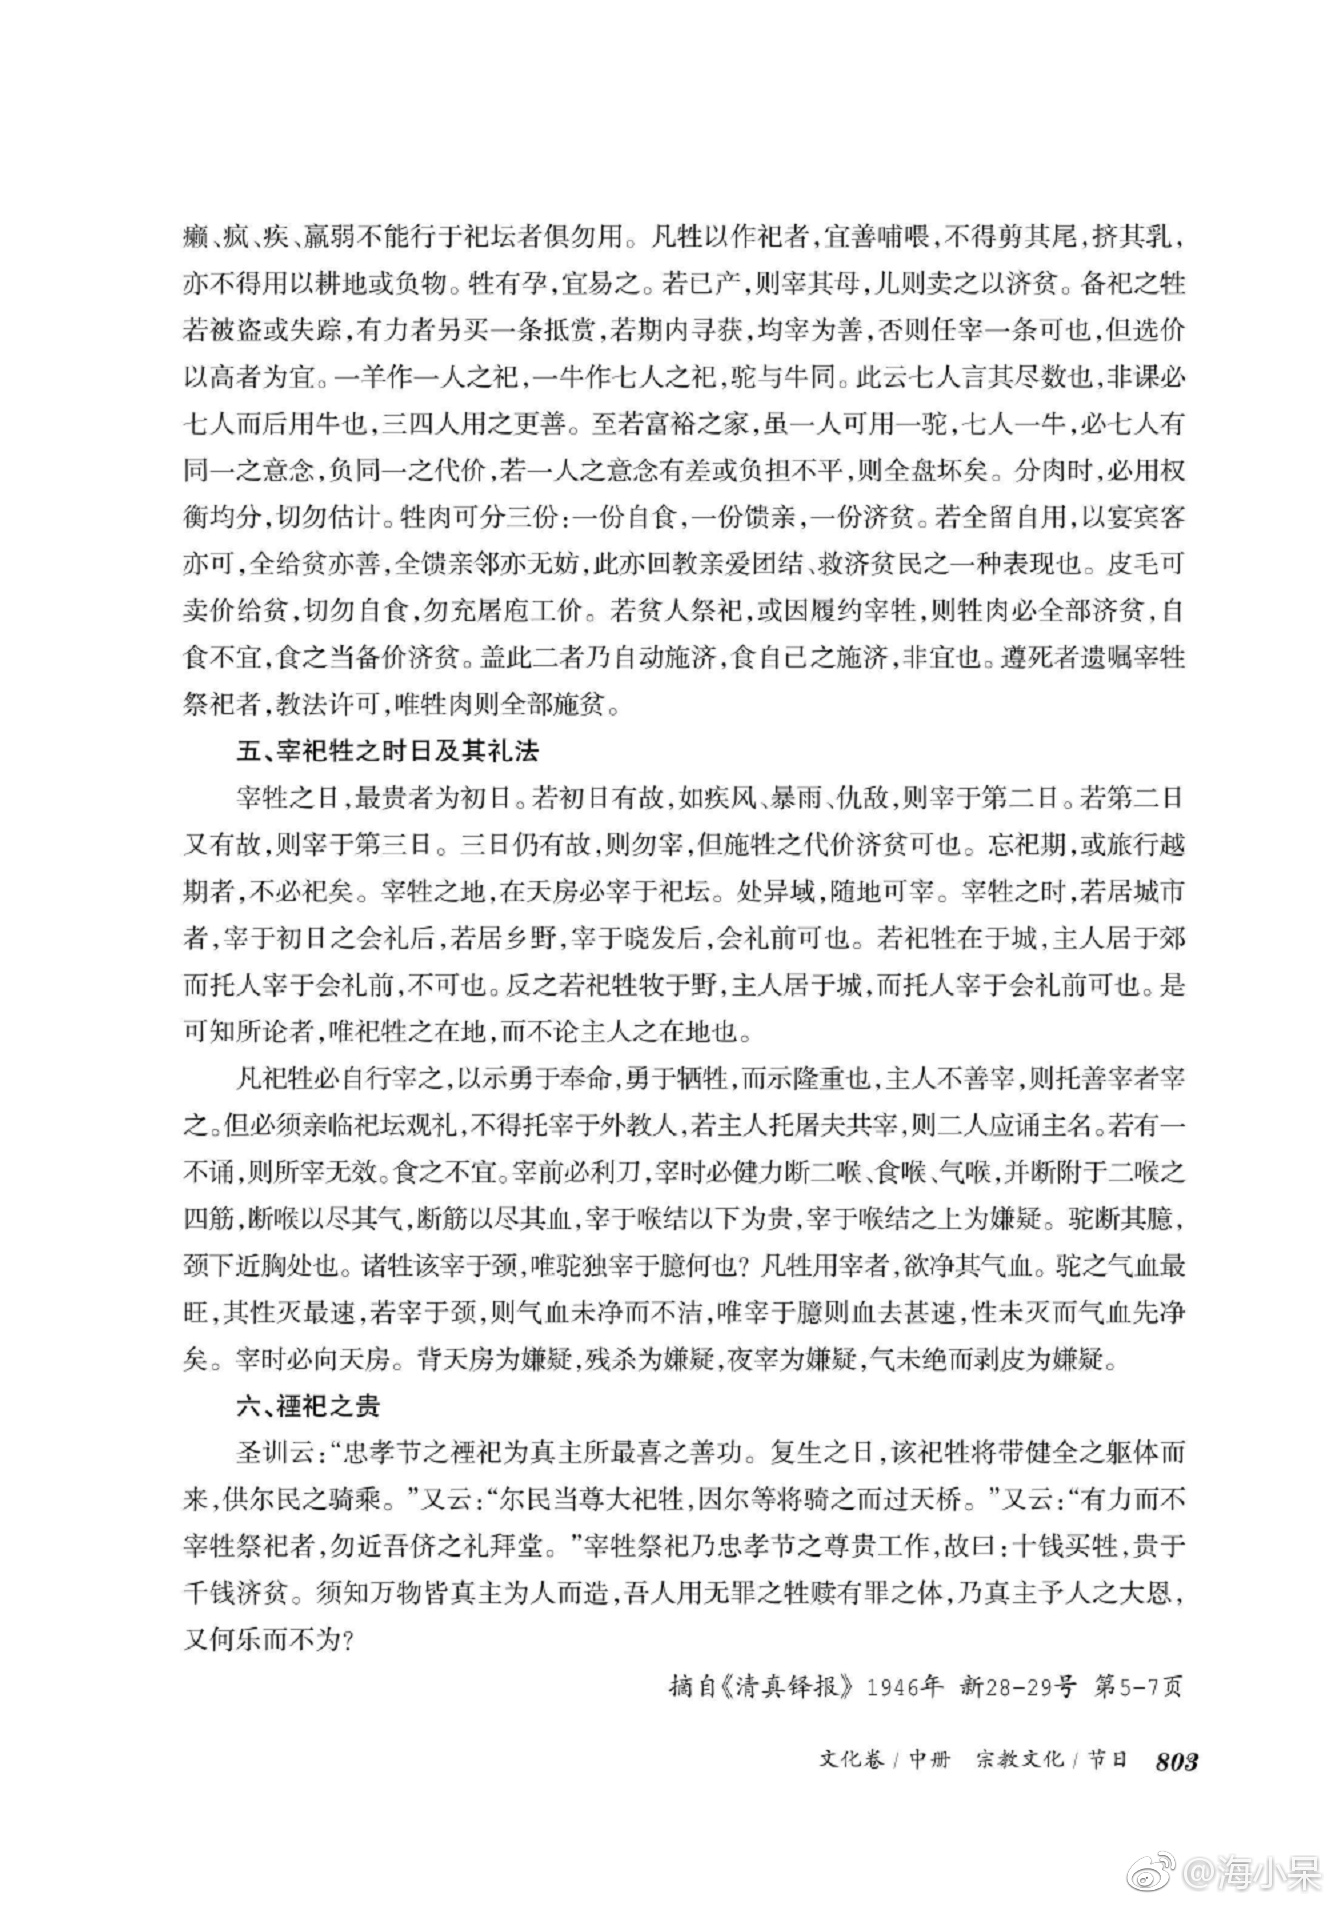 癞、疯、疾、羸弱不能行于祀坛者俱勿用。凡牲以作祀者，宜善哺喂，不得剪其尾，挤其乳，
亦不得用以耕地或负物。牲有孕，宜易之。若已产，则宰其母，儿则卖之以济贫。备祀之牲
若被盗或失踪，有力者另买一条抵赏，若期内寻获，均宰为善，否则任宰一条可也，但选价
以高者为宜。一羊作一人之祀，一牛作七人之祀，驼与牛同。此云七人言其尽数也，非课必
七人而后用牛也，三四人用之更善。至若富裕之家，虽一人可用一驼，七人一牛，必七人有
同一之意念，负同一之代价，若一人之意念有差或负担不平，则全盘坏矣。分肉时，必用权
衡均分，切勿估计。牲肉可分三份：一份自食，一份馈亲，一份济贫。若全留自用，以宴宾客
亦可，全给贫亦善，全馈亲邻亦无妨，此亦回教亲爱团结、救济贫民之一种表现也。皮毛可
卖价给贫，切勿自食，勿充屠庖工价。若贫人祭祀，或因履约宰牲，则牲肉必全部济贫，自
食不宜，食之当备价济贫。盖此二者乃自动施济，食自己之施济，非宜也。遵死者遗嘱宰牲
祭祀者，教法许可，唯牲肉则全部施贫。
五、宰祀牲之时日及其礼法
宰牲之日，最贵者为初日。若初日有故，如疾风、暴雨、仇敌，则宰于第二日。若第二日
又有故，则宰于第三日。三日仍有故，则勿宰，但施牲之代价济贫可也。忘祀期，或旅行越
期者，不必祀矣。宰牲之地，在天房必宰于祀坛。处异域，随地可宰。宰牲之时，若居城市
者，宰于初日之会礼后，若居乡野，宰于晓发后，会礼前可也。若祀牲在于城，主人居于郊
而托人宰于会礼前，不可也。反之若祀牲牧于野，主人居于城，而托人宰于会礼前可也。是
可知所论者，唯祀牲之在地，而不论主人之在地也。
凡祀牲必自行宰之，以示勇于奉命，勇于牺牲，而示隆重也，主人不善宰，则托善宰者宰
之。但必须亲临祀坛观礼，不得托宰于外教人，若主人托屠夫共宰，则二人应诵主名。若有一
不诵，则所宰无效。食之不宜。宰前必利刀，宰时必健力断二喉、食喉、气喉，并断附于二喉之
四筋，断喉以尽其气，断筋以尽其血，宰于喉结以下为贵，宰于喉结之上为嫌疑。驼断其臆，
颈下近胸处也。诸牲该宰于颈，唯驼独宰于臆何也？凡牲用宰者，欲净其气血。驼之气血最
旺，其性灭最速，若宰于颈，则气血未净而不洁，唯宰于臆则血去甚速，性未灭而气血先净
矣。宰时必向天房。背天房为嫌疑，残杀为嫌疑，夜宰为嫌疑，气未绝而剥皮为嫌疑。
六、禋祀之贵
圣训云：“忠孝节之禋祀为真主所最喜之善功。复生之日，该祀牲将带健全之躯体而
来，供尔民之骑乘。”又云：“尔民当尊大祀牲，因尔等将骑之而过天桥。”又云：“有力而不
宰牲祭祀者，勿近吾侪之礼拜堂。”宰牲祭祀乃忠孝节之尊贵工作，故曰：十钱买牲，贵于
千钱济贫。须知万物皆真主为人而造，吾人用无罪之牲赎有罪之体，乃真主予人之大恩，
又何乐而不为？
摘自《清真铎报》1946年 新28-29号 第5-7页
文化卷/中册 宗教文化/节日 803
@海小呆